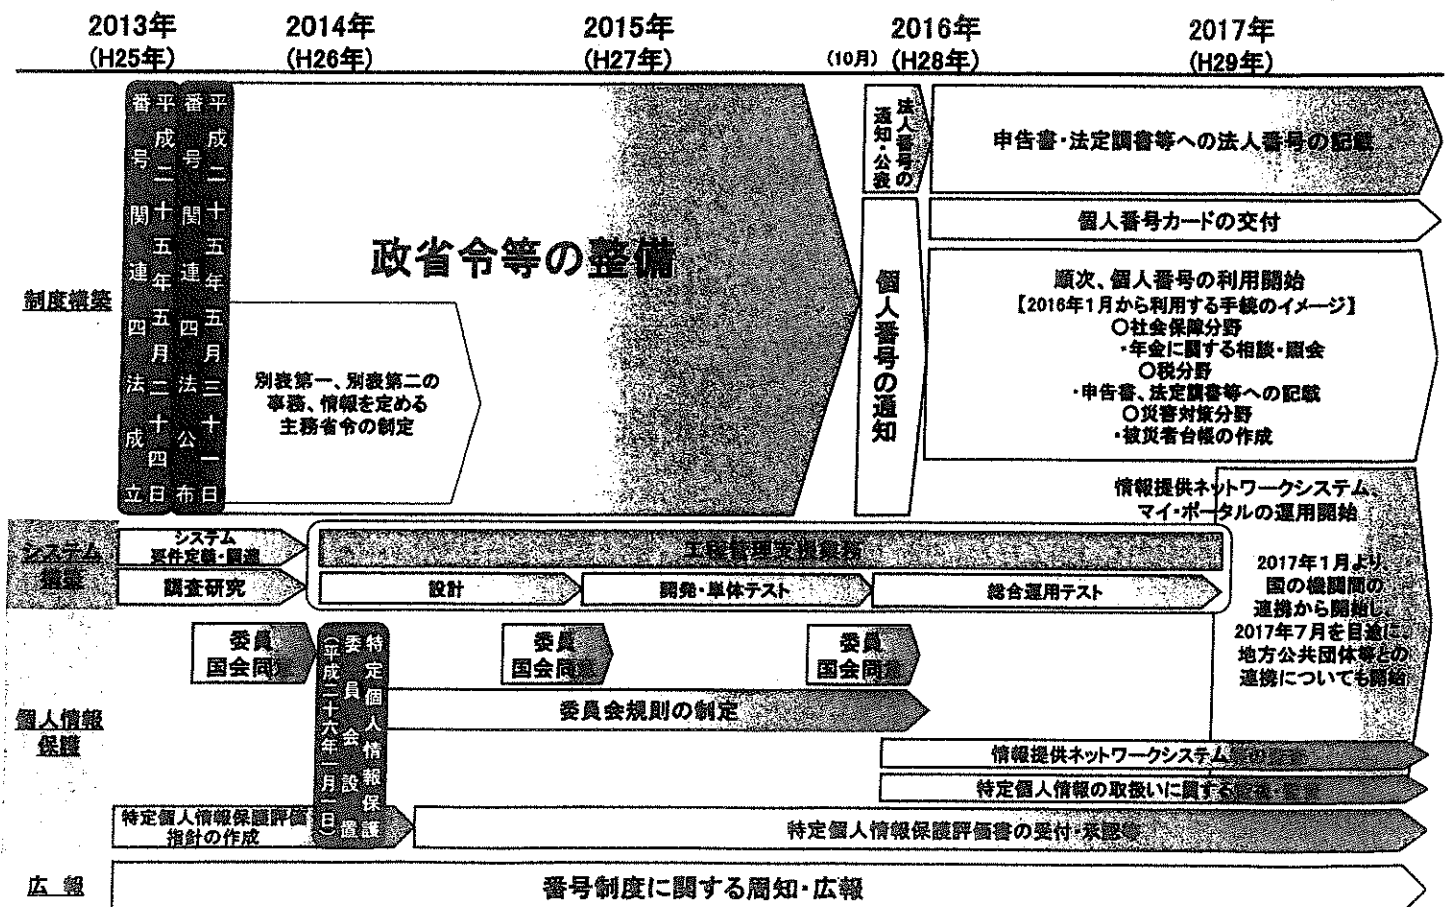 2013年
(H25年)
2014年
(H26年)
2015年
(H27年)
(10月)
2016年
(H28年)
2017年
(H29年)
制度構築
平成二十五年五月二十四日
番号関連四法成立
平成二十五年五月三十一日
番号関連四法公布
政省令等の整備
別表第一、別表第二の
事務、情報を定める
主務省令の制定
法人番号の
通知・公表
申告書・法定調書等への法人番号の記載
個人番号の通知
個人番号カードの交付
順次、個人番号の利用開始
【2016年1月から利用する手続のイメージ】
○社会保障分野
・年金に関する相談・照会
○税分野
・申告書、法定調書等への記載
○災害対策分野
・被災者台帳の作成
情報提供ネットワークシステム、
マイ・ポータルの運用開始
2017年1月より、
国の機関間の
連携から開始し、
2017年7月を目途に、
地方公共団体等との
連携についても開始
システム
構築
システム
要件定義・調達
調査研究
工程管理支援業務
設計
開発・単体テスト
総合運用テスト
個人情報
保護
委員
国会同意
特定個人情報保護
委員会設置
(平成二十六年一月一日)
委員
国会同意
委員
国会同意
委員会規則の制定
情報提供ネットワークシステム
特定個人情報の取扱いに関する
特定個人情報保護評価
指針の作成
特定個人情報保護評価書の受付・承認等
広 報
番号制度に関する周知・広報